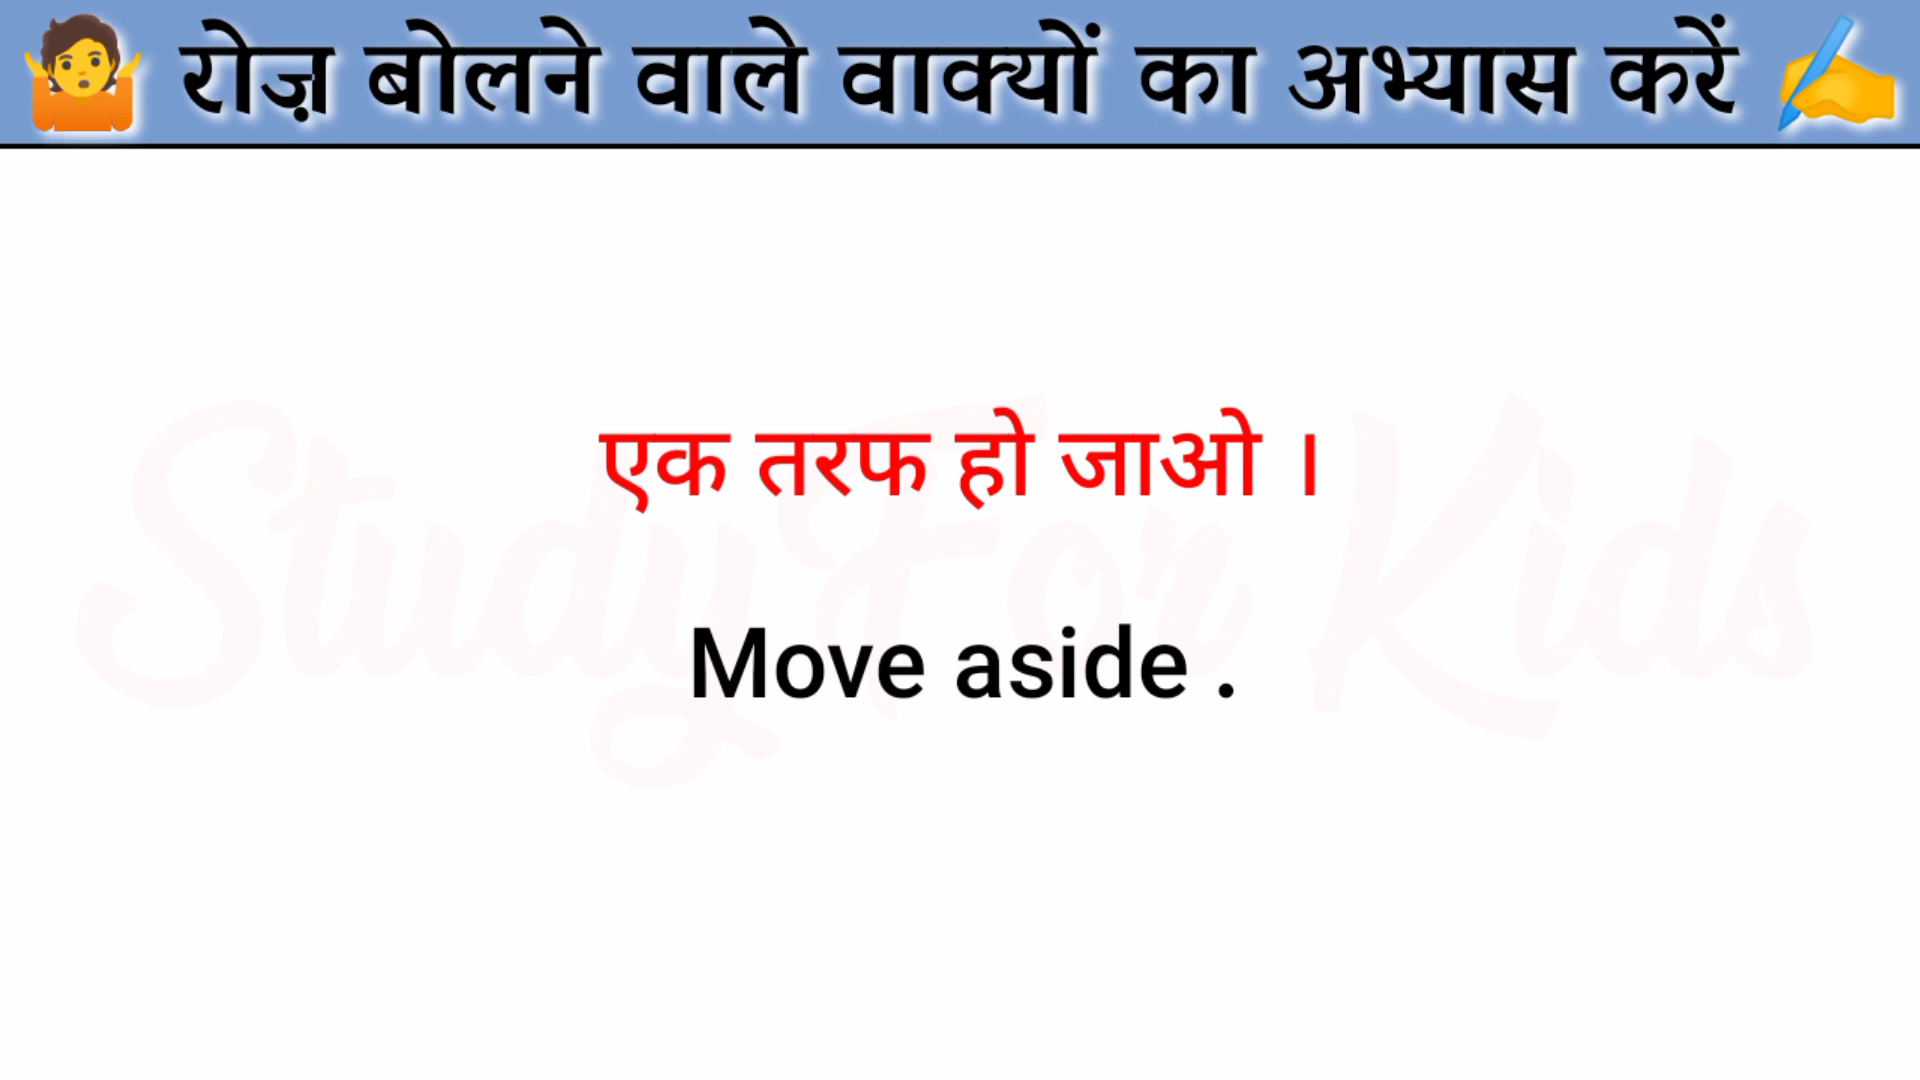 🤷 रोज़ बोलने वाले वाक्यों का अभ्यास करें ✍️
एक तरफ हो जाओ ।
Study For Kids
Move aside .